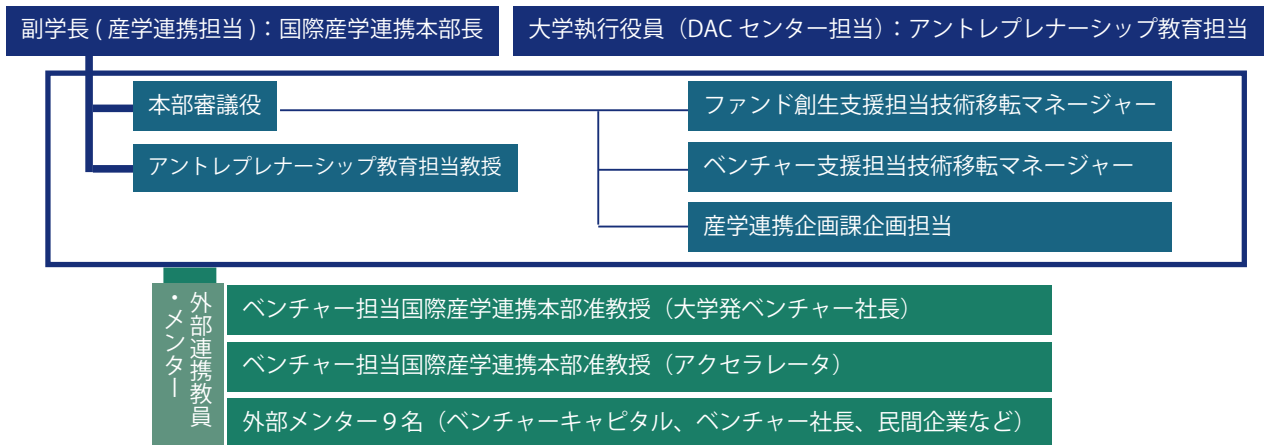 副学長 ( 産学連携担当 )：国際産学連携本部長
大学執行役員（DAC センター担当）：アントレプレナーシップ教育担当
本部審議役
アントレプレナーシップ教育担当教授
ファンド創生支援担当技術移転マネージャー
ベンチャー支援担当技術移転マネージャー
産学連携企画課企画担当
外部連携教員
・メンター
ベンチャー担当国際産学連携本部准教授（大学発ベンチャー社長）
ベンチャー担当国際産学連携本部准教授（アクセラレータ）
外部メンター９名（ベンチャーキャピタル、ベンチャー社長、民間企業など）